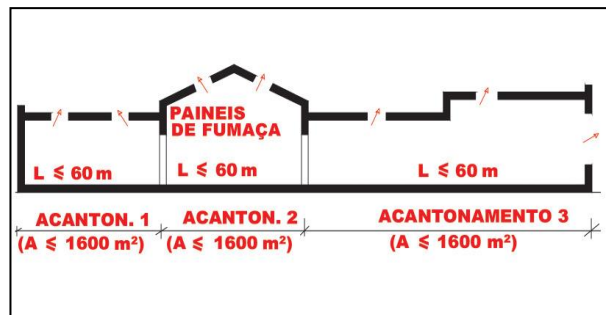 PAINEIS
DE FUMAÇA
L ≤ 60 m
L ≤ 60 m
L ≤ 60 m
ACANTON. 1
ACANTON. 2
ACANTONAMENTO 3
(A ≤ 1600 m²)
(A ≤ 1600 m²)
(A ≤ 1600 m²)